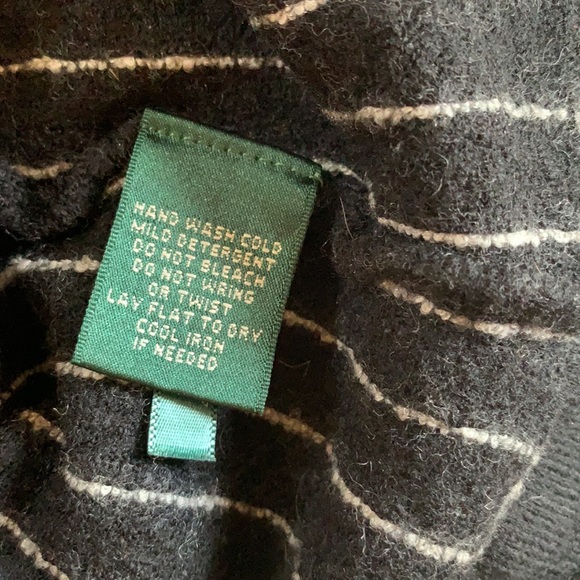 HAND WASH COLD
MILD DETERGENT
DO NOT BLEACH
DO NOT WRING
OR TWIST
LAY FLAT TO DRY
COOL IRON
IF NEEDED